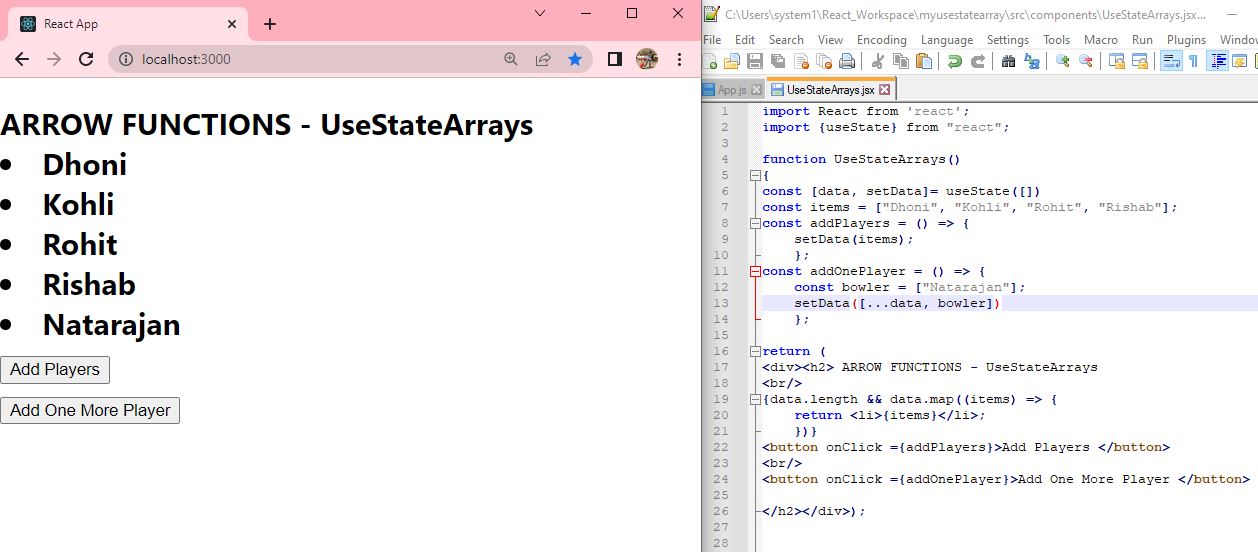 React App
localhost:3000
ARROW FUNCTIONS - UseStateArrays
Dhoni
Kohli
Rohit
Rishab
Natarajan
Add Players
Add One More Player
C:\Users\system1\React_Workspace\myusestatearray\src\components\UseStateArrays.jsx...
File Edit Search View Encoding Language Settings Tools Macro Run Plugins Windov
App.js UseStateArrays.jsx
1 import React from 'react';
2 import {useState} from "react";
3
4 function UseStateArrays()
5 {
6 const [data, setData]= useState([])
7 const items = ["Dhoni", "Kohli", "Rohit", "Rishab"];
8 const addPlayers = () => {
9 setData(items);
10 };
11 const addOnePlayer = () => {
12 const bowler = ["Natarajan"];
13 setData([...data, bowler])
14 };
15
16 return (
17 <div><h2> ARROW FUNCTIONS - UseStateArrays
18 <br/>
19 {data.length && data.map((items) => {
20 return <li>{items}</li>;
21 })}
22 <button onClick ={addPlayers}>Add Players </button>
23 <br/>
24 <button onClick ={addOnePlayer}>Add One More Player </button>
25
26 </h2></div>);
27
28